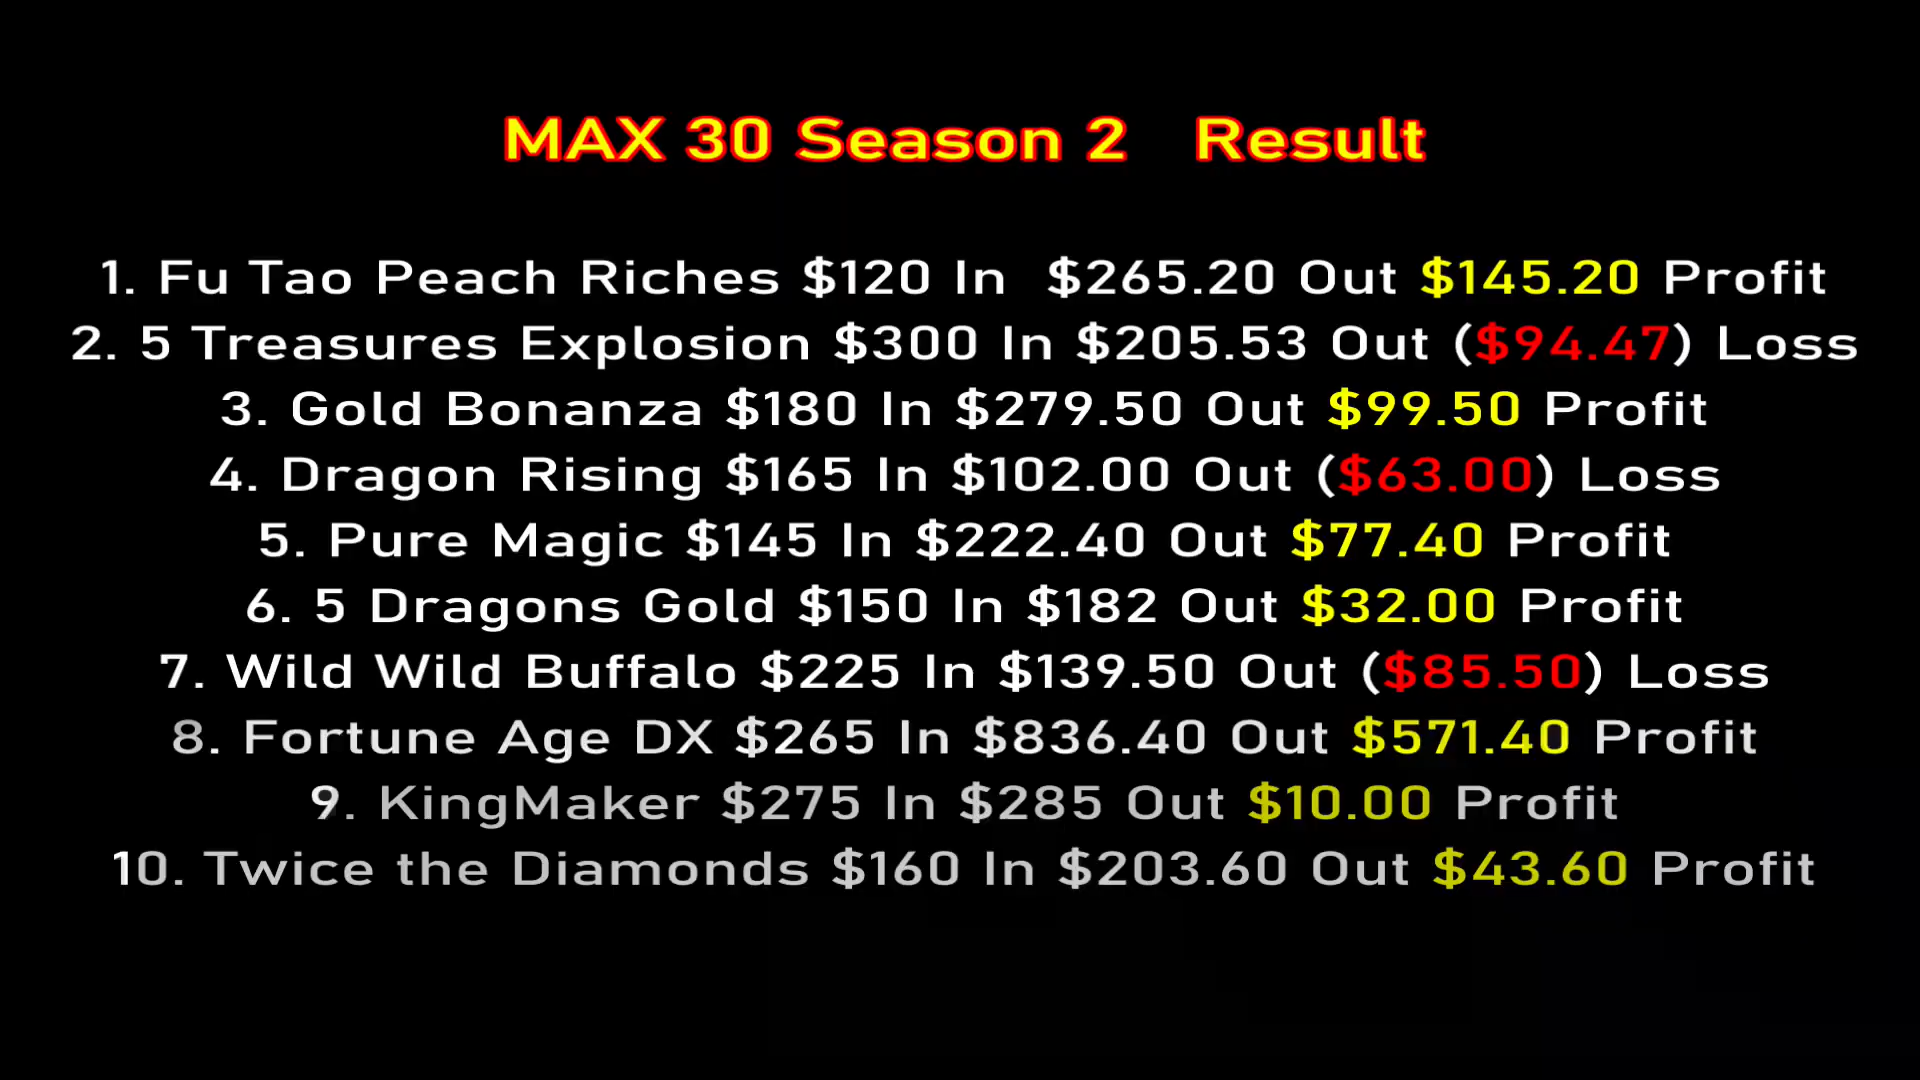 MAX 30 Season 2 Result
1. Fu Tao Peach Riches $120 In $265.20 Out $145.20 Profit
2. 5 Treasures Explosion $300 In $205.53 Out ($94.47) Loss
3. Gold Bonanza $180 In $279.50 Out $99.50 Profit
4. Dragon Rising $165 In $102.00 Out ($63.00) Loss
5. Pure Magic $145 In $222.40 Out $77.40 Profit
6. 5 Dragons Gold $150 In $182 Out $32.00 Profit
7. Wild Wild Buffalo $225 In $139.50 Out ($85.50) Loss
8. Fortune Age DX $265 In $836.40 Out $571.40 Profit
9. KingMaker $275 In $285 Out $10.00 Profit
10. Twice the Diamonds $160 In $203.60 Out $43.60 Profit